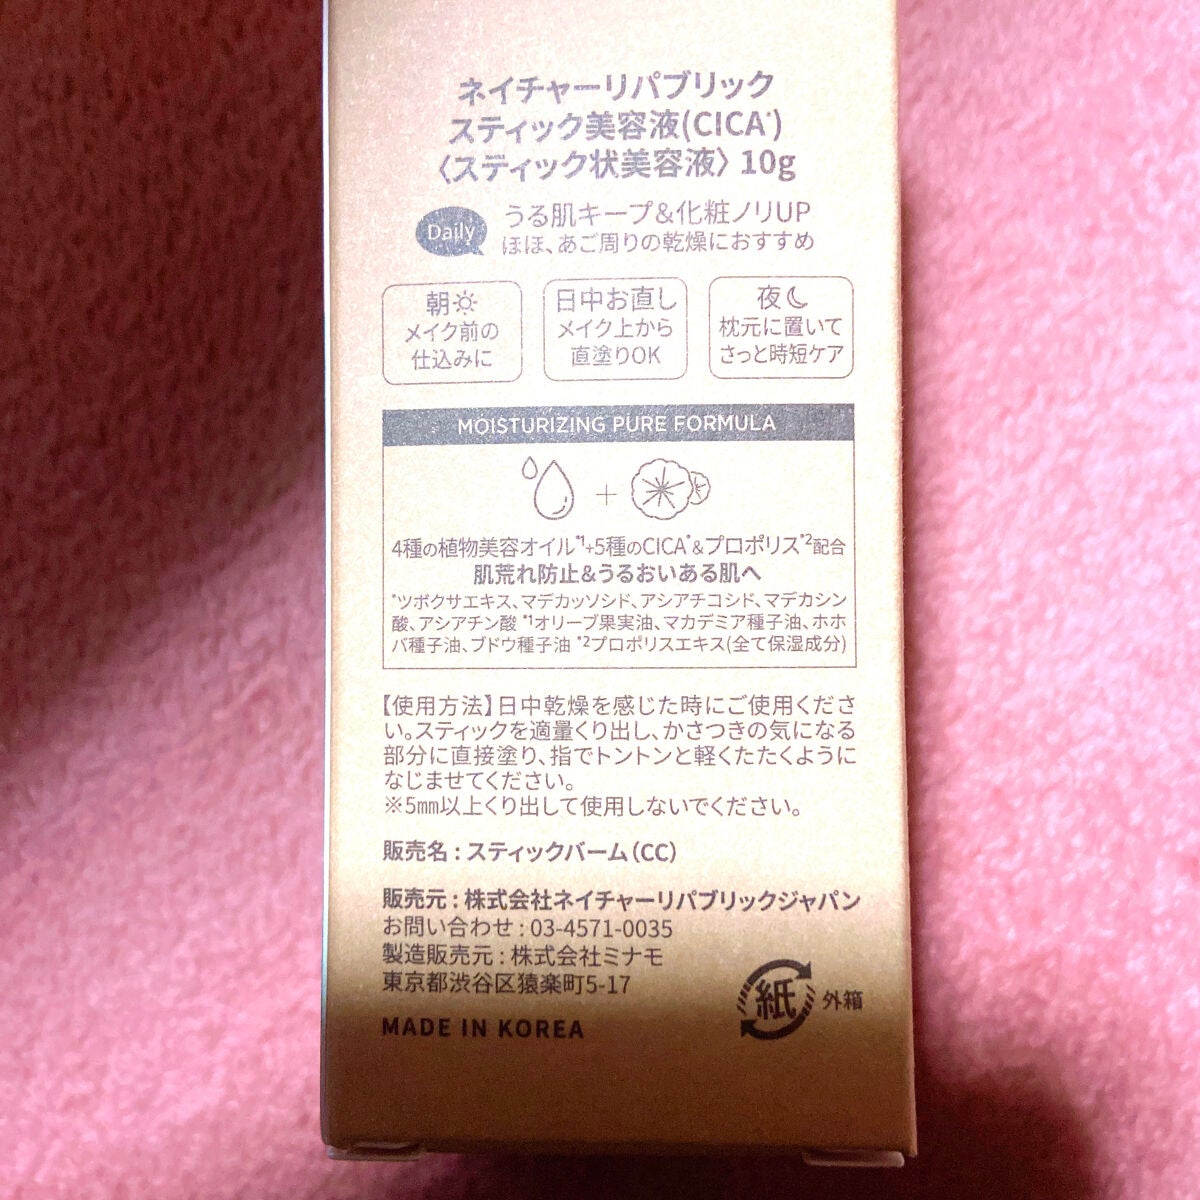 ネイチャーリパブリック
スティック美容液(CICA*)
〈スティック状美容液〉10g
Daily
うる肌キープ&化粧ノリUP
ほほ、あご周りの乾燥におすすめ
朝
メイク前の
仕込みに
日中お直し
メイク上から
直塗りOK
夜
枕元に置いて
さっと時短ケア
MOISTURIZING PURE FORMULA
+
4種の植物美容オイル*1+5種のCICA*&プロポリス*2配合
肌荒れ防止&うるおいある肌へ
*ツボクサエキス、マデカッソシド、アシアチコシド、マデカシン
酸、アシアチン酸 *1オリーブ果実油、マカデミア種子油、ホホ
バ種子油、ブドウ種子油 *2プロポリスエキス(全て保湿成分)
【使用方法】日中乾燥を感じた時にご使用くださ
い。スティックを適量くり出し、かさつきの気になる
部分に直接塗り、指でトントンと軽くたたくように
なじませてください。
※5㎜以上くり出して使用しないでください。
販売名：スティックバーム（CC）
販売元：株式会社ネイチャーリパブリックジャパン
お問い合わせ：03-4571-0035
製造販売元：株式会社ミナモ
東京都渋谷区猿楽町5-17
紙 外箱
MADE IN KOREA